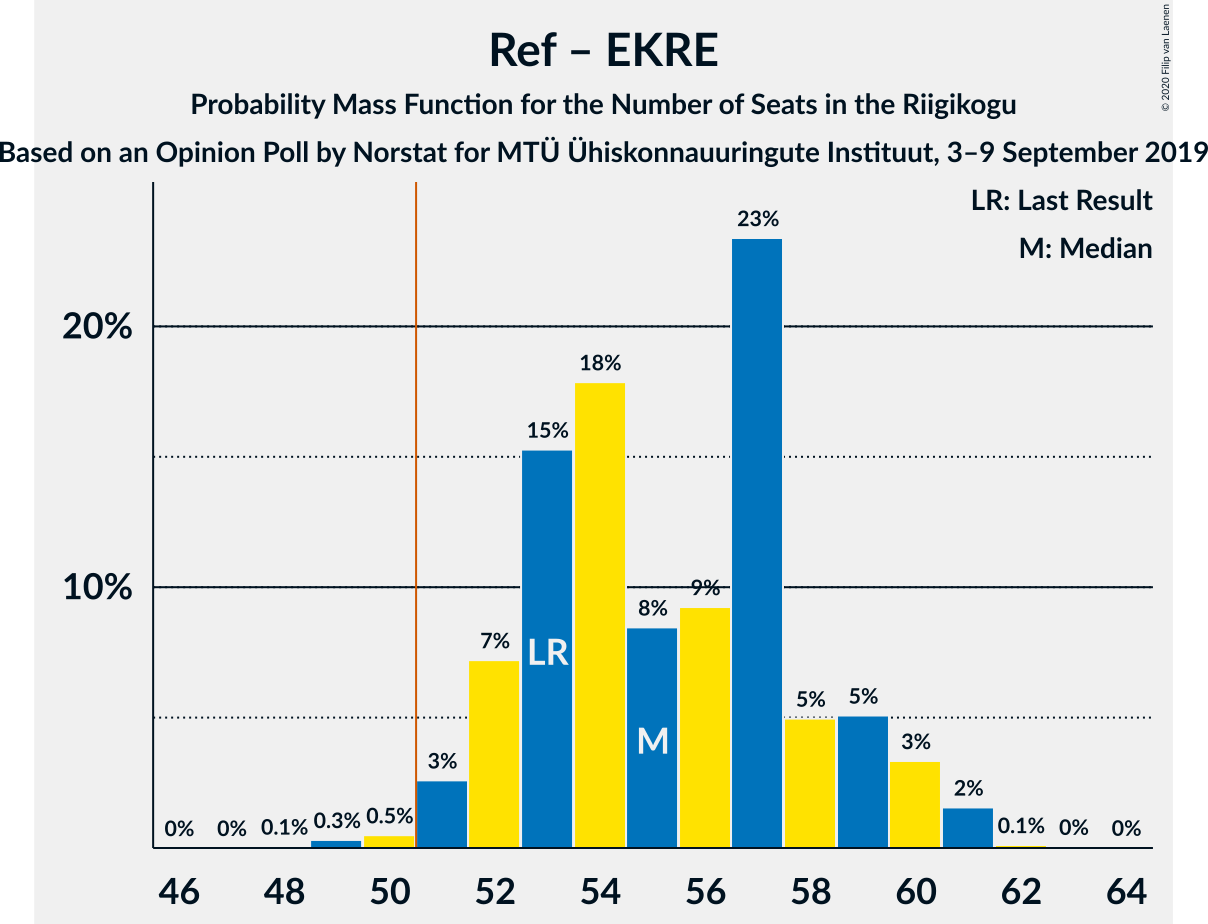 Ref – EKRE
Probability Mass Function for the Number of Seats in the Riigikogu
Based on an Opinion Poll by Norstat for MTÜ Ühiskonnauuringute Instituut, 3–9 September 2019
© 2020 Filip van Laenen
LR: Last Result
M: Median
23%
20%
18%
15%
10%
9%
8%
7%
LR
5%
5%
M
3%
3%
2%
0%
0%
0.1%
0.3%
0.5%
0.1%
0%
0%
46 48 50 52 54 56 58 60 62 64